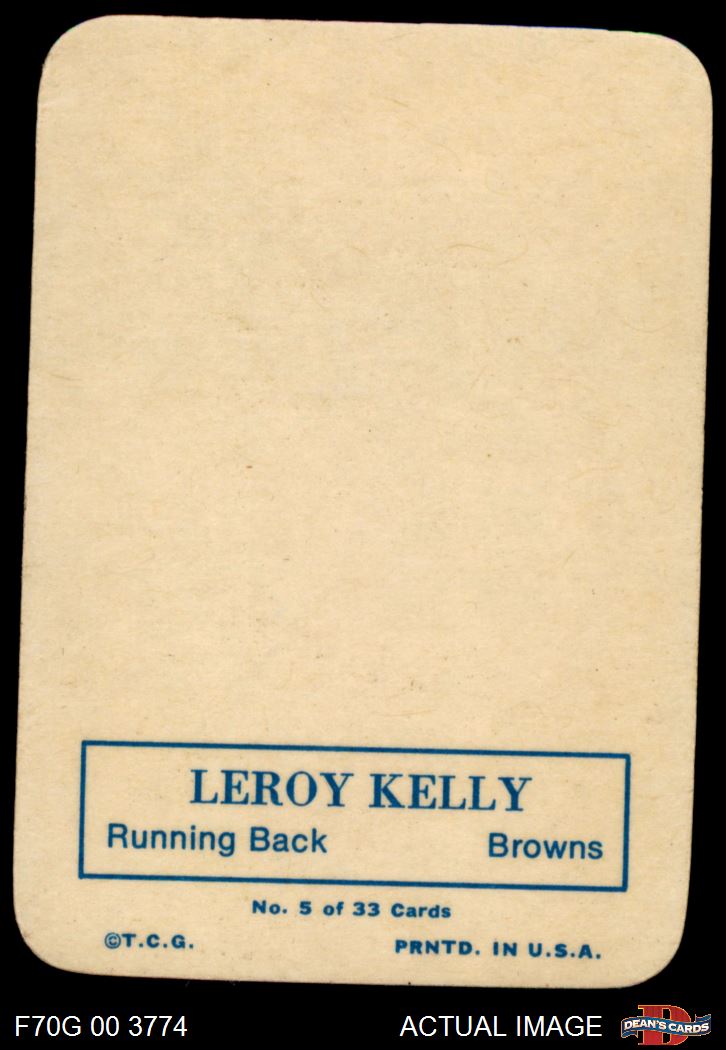 LEROY KELLY
Running Back Browns
No. 5 of 33 Cards
©T.C.G. PRNTD. IN U.S.A.
F70G 00 3774 ACTUAL IMAGE D DEAN'S CARDS